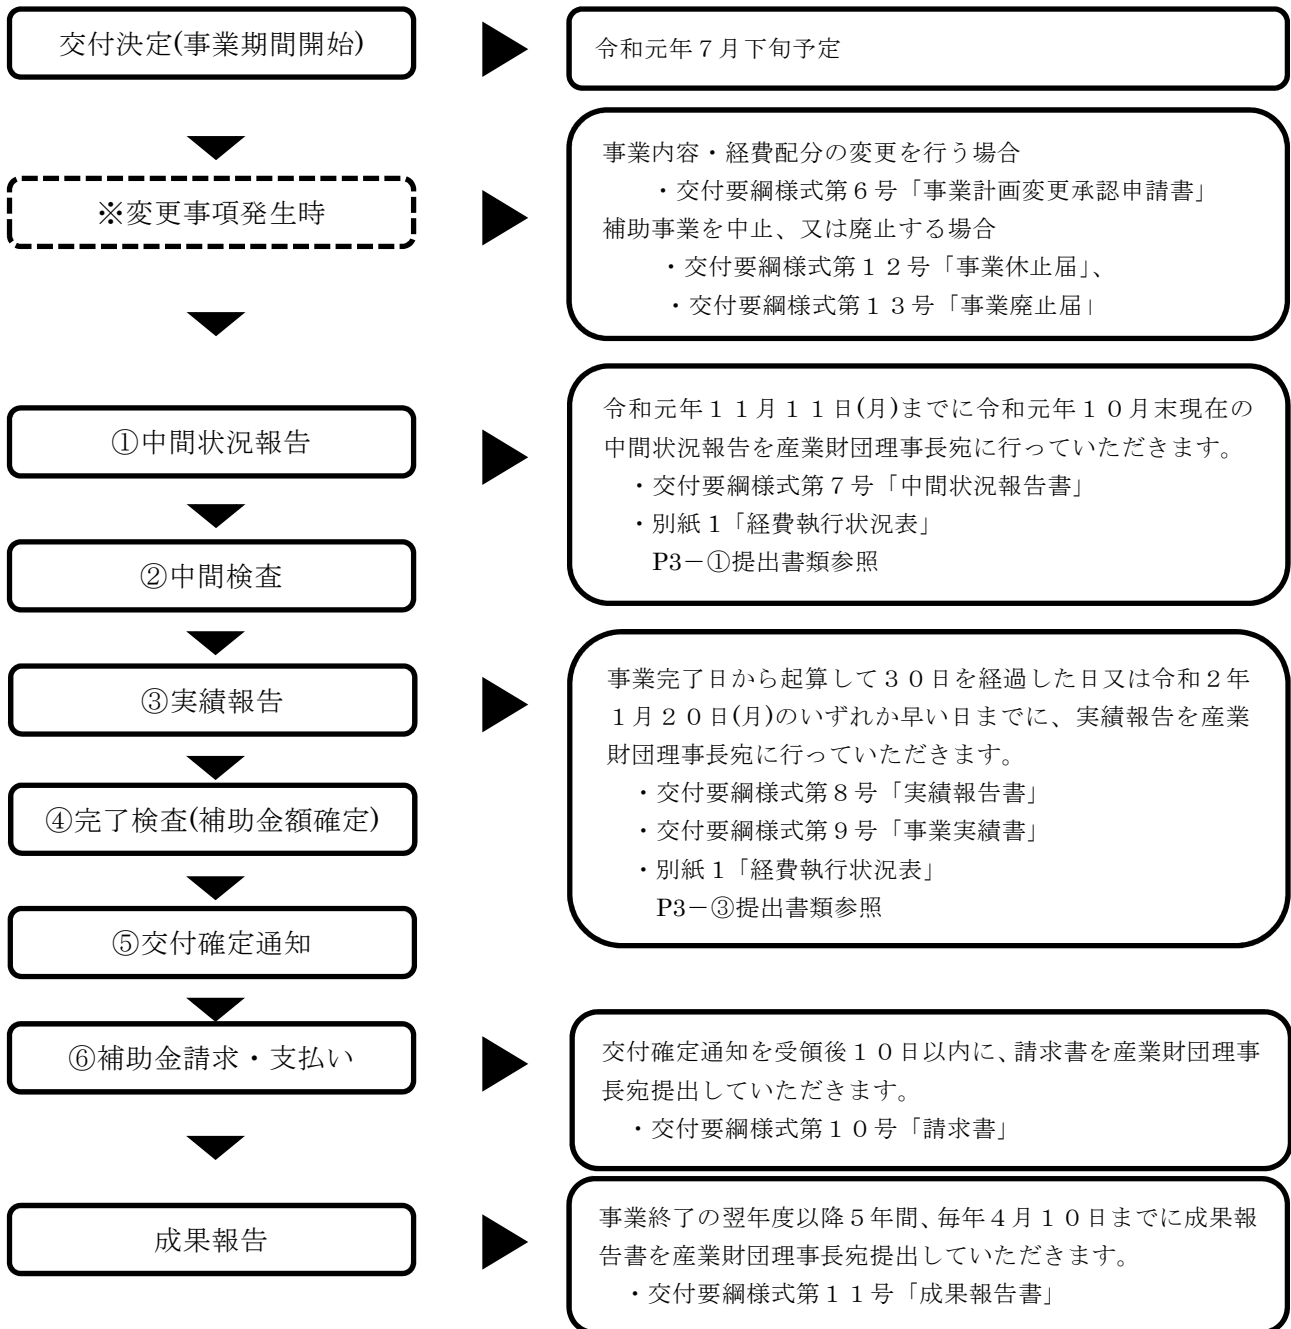 交付決定(事業期間開始)
令和元年７月下旬予定
※変更事項発生時
事業内容・経費配分の変更を行う場合
・交付要綱様式第６号「事業計画変更承認申請書」
補助事業を中止、又は廃止する場合
・交付要綱様式第１２号「事業休止届」、
・交付要綱様式第１３号「事業廃止届」
①中間状況報告
令和元年１１月１１日(月)までに令和元年１０月末現在の
中間状況報告を産業財団理事長宛に行っていただきます。
・交付要綱様式第７号「中間状況報告書」
・別紙１「経費執行状況表」
P3－①提出書類参照
②中間検査
③実績報告
事業完了日から起算して３０日を経過した日又は令和２年
１月２０日(月)のいずれか早い日までに、実績報告を産業
財団理事長宛に行っていただきます。
・交付要綱様式第８号「実績報告書」
・交付要綱様式第９号「事業実績書」
・別紙１「経費執行状況表」
P3－③提出書類参照
④完了検査(補助金額確定)
⑤交付確定通知
⑥補助金請求・支払い
交付確定通知を受領後１０日以内に、請求書を産業財団理事
長宛提出していただきます。
・交付要綱様式第１０号「請求書」
成果報告
事業終了の翌年度以降５年間、毎年４月１０日までに成果報
告書を産業財団理事長宛提出していただきます。
・交付要綱様式第１１号「成果報告書」